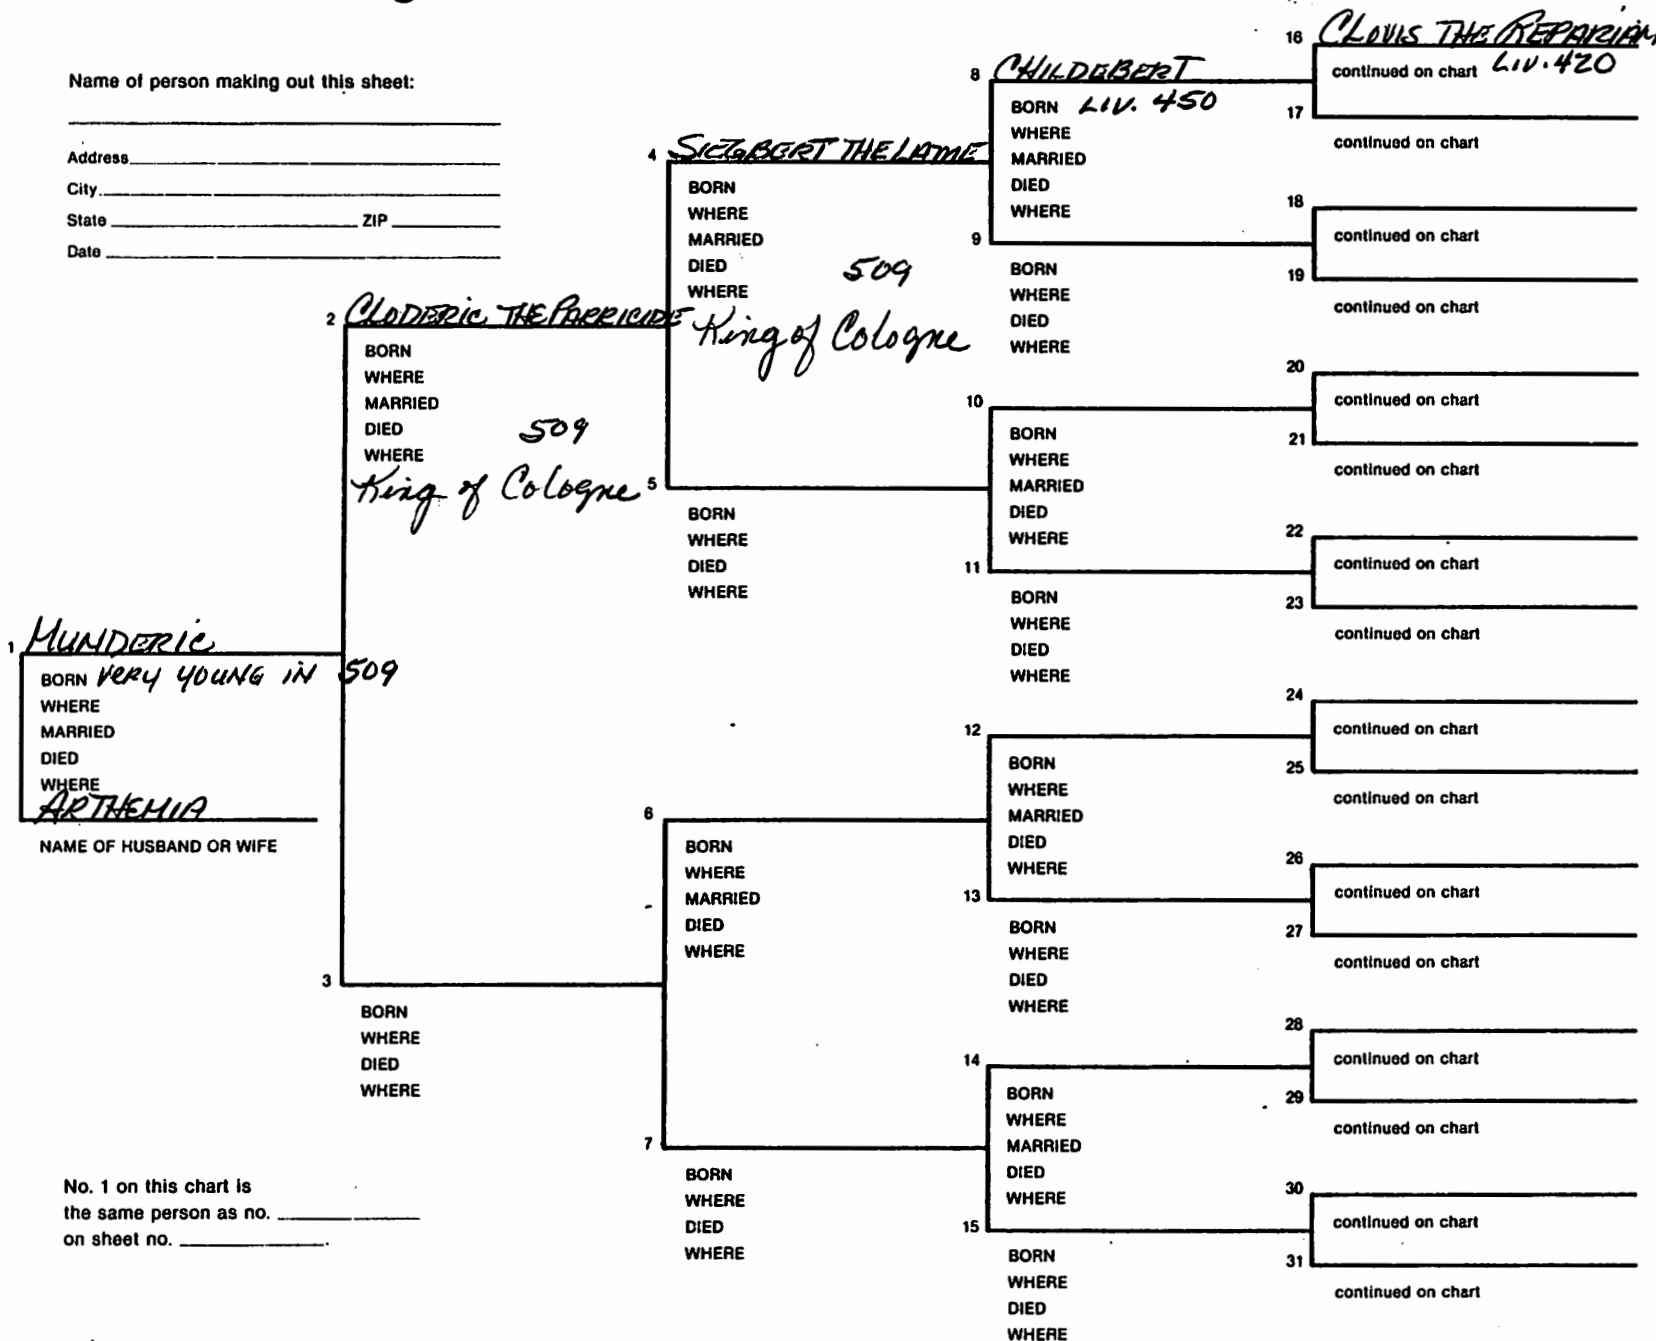 Name of person making out this sheet:
Address
City
State ZIP
Date
1 MUNDERIC
BORN VERY YOUNG IN 509
WHERE
MARRIED
DIED
WHERE
ARTHEMIA
NAME OF HUSBAND OR WIFE
2 CLODERIC THE PARRICIDE
BORN
WHERE
MARRIED
DIED 509
WHERE
King of Cologne
3
BORN
WHERE
DIED
WHERE
4 SIEGBERT THE LAME
BORN
WHERE
MARRIED
DIED 509
WHERE
King of Cologne
5
BORN
WHERE
DIED
WHERE
6
BORN
WHERE
MARRIED
DIED
WHERE
7
BORN
WHERE
DIED
WHERE
8 CHILDEBERT
BORN LIV. 450
WHERE
MARRIED
DIED
WHERE
9
BORN
WHERE
DIED
WHERE
10
BORN
WHERE
MARRIED
DIED
WHERE
11
BORN
WHERE
DIED
WHERE
12
BORN
WHERE
MARRIED
DIED
WHERE
13
BORN
WHERE
DIED
WHERE
14
BORN
WHERE
MARRIED
DIED
WHERE
15
BORN
WHERE
DIED
WHERE
16 CLOVIS THE REPARIAN
continued on chart LIV. 420
17
continued on chart
18
continued on chart
19
continued on chart
20
continued on chart
21
continued on chart
22
continued on chart
23
continued on chart
24
continued on chart
25
continued on chart
26
continued on chart
27
continued on chart
28
continued on chart
29
continued on chart
30
continued on chart
31
continued on chart
No. 1 on this chart is
the same person as no.
on sheet no. .